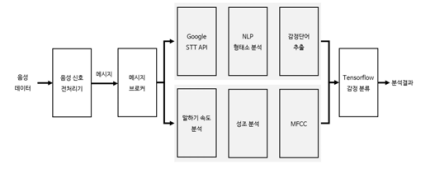 음성
데이터
음성 신호
전처리기
메시지
메시지
브로커
Google
STT API
NLP
형태소 분석
감정단어
추출
말하기 속도
분석
성조 분석
MFCC
Tensorflow
감정 분류
분석결과